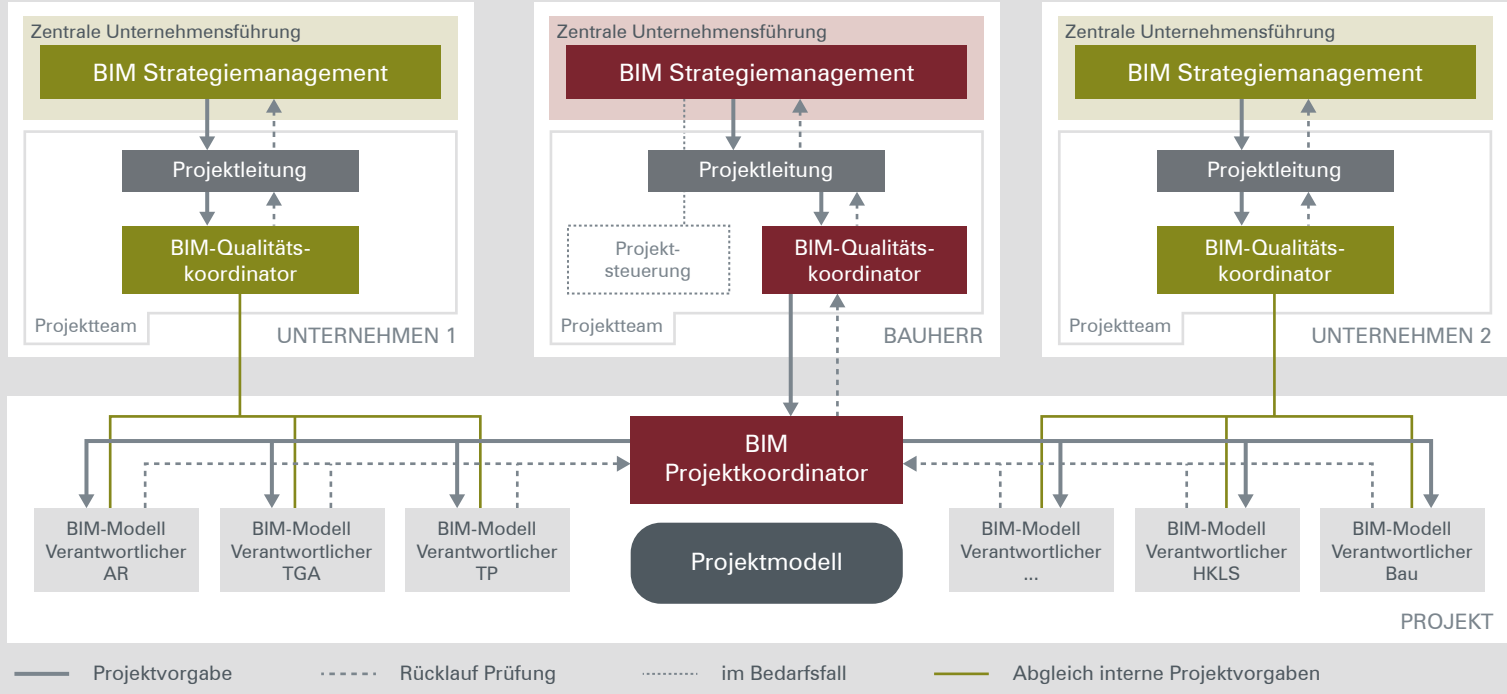 Zentrale Unternehmensführung
BIM Strategiemanagement
Projektleitung
BIM-Qualitäts-
koordinator
Projektteam
UNTERNEHMEN 1
Zentrale Unternehmensführung
BIM Strategiemanagement
Projektleitung
Projekt-
steuerung
BIM-Qualitäts-
koordinator
Projektteam
BAUHERR
Zentrale Unternehmensführung
BIM Strategiemanagement
Projektleitung
BIM-Qualitäts-
koordinator
Projektteam
UNTERNEHMEN 2
BIM
Projektkoordinator
BIM-Modell
Verantwortlicher
AR
BIM-Modell
Verantwortlicher
TGA
BIM-Modell
Verantwortlicher
TP
Projektmodell
BIM-Modell
Verantwortlicher
...
BIM-Modell
Verantwortlicher
HKLS
BIM-Modell
Verantwortlicher
Bau
PROJEKT
Projektvorgabe
Rücklauf Prüfung
im Bedarfsfall
Abgleich interne Projektvorgaben